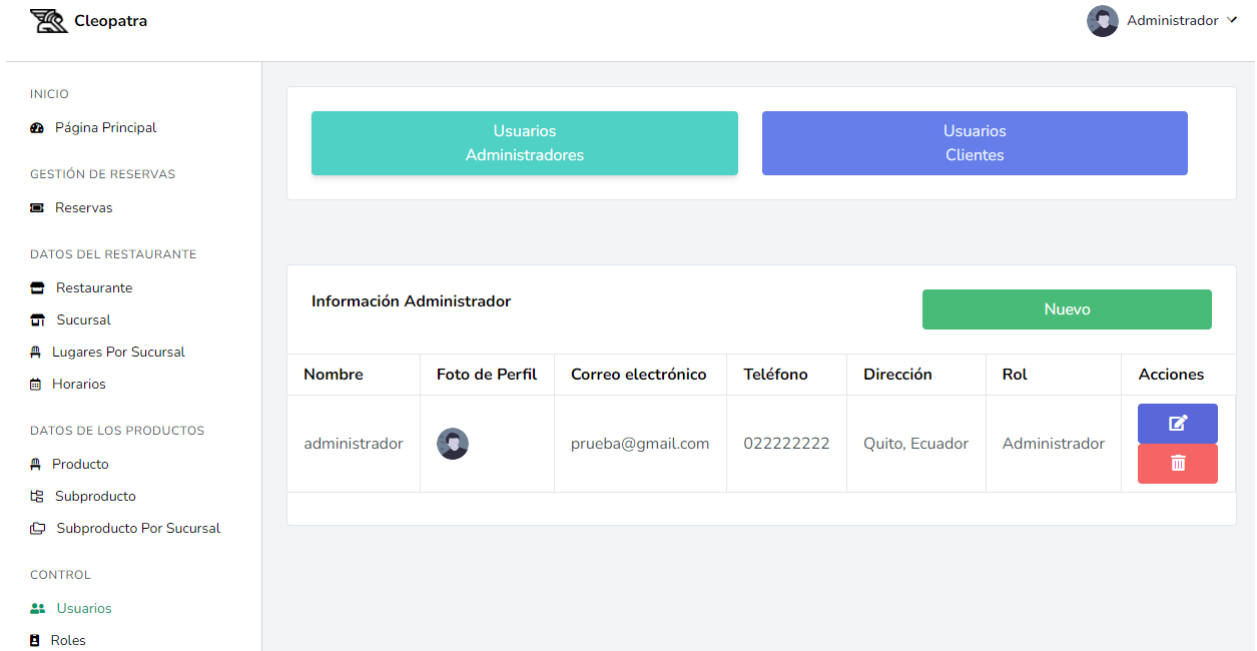 Cleopatra
Administrador
INICIO
Página Principal
GESTIÓN DE RESERVAS
Reservas
DATOS DEL RESTAURANTE
Restaurante
Sucursal
Lugares Por Sucursal
Horarios
DATOS DE LOS PRODUCTOS
Producto
Subproducto
Subproducto Por Sucursal
CONTROL
Usuarios
Roles
Usuarios
Administradores
Usuarios
Clientes
Información Administrador
Nuevo
Nombre Foto de Perfil Correo electrónico Teléfono Dirección Rol Acciones
administrador prueba@gmail.com 022222222 Quito, Ecuador Administrador